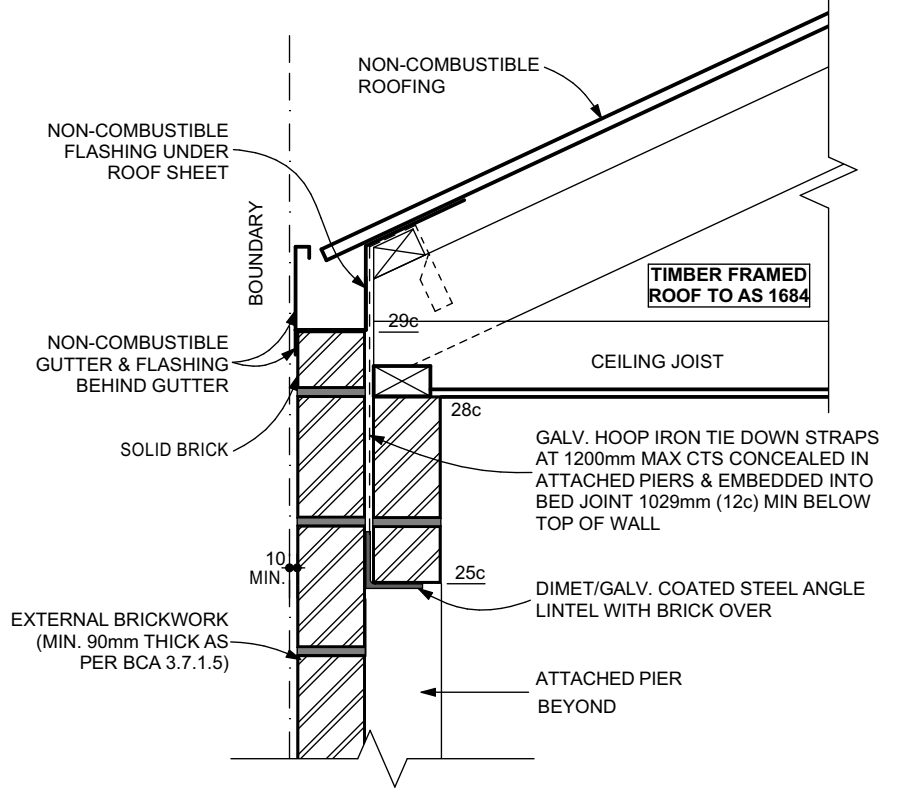 NON-COMBUSTIBLE
ROOFING
NON-COMBUSTIBLE
FLASHING UNDER
ROOF SHEET
BOUNDARY
TIMBER FRAMED
ROOF TO AS 1684
29c
NON-COMBUSTIBLE
GUTTER & FLASHING
BEHIND GUTTER
CEILING JOIST
28c
SOLID BRICK
GALV. HOOP IRON TIE DOWN STRAPS
AT 1200mm MAX CTS CONCEALED IN
ATTACHED PIERS & EMBEDDED INTO
BED JOINT 1029mm (12c) MIN BELOW
TOP OF WALL
10
MIN.
25c
DIMET/GALV. COATED STEEL ANGLE
LINTEL WITH BRICK OVER
EXTERNAL BRICKWORK
(MIN. 90mm THICK AS
PER BCA 3.7.1.5)
ATTACHED PIER
BEYOND